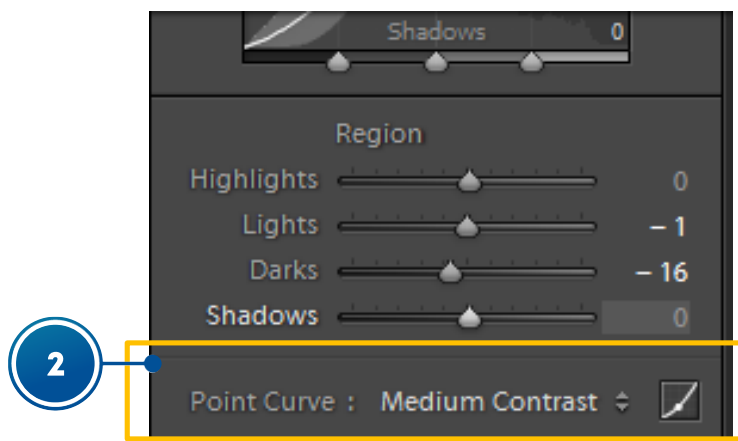 Shadows 0
Region
Highlights 0
Lights – 1
Darks – 16
Shadows 0
2
Point Curve : Medium Contrast